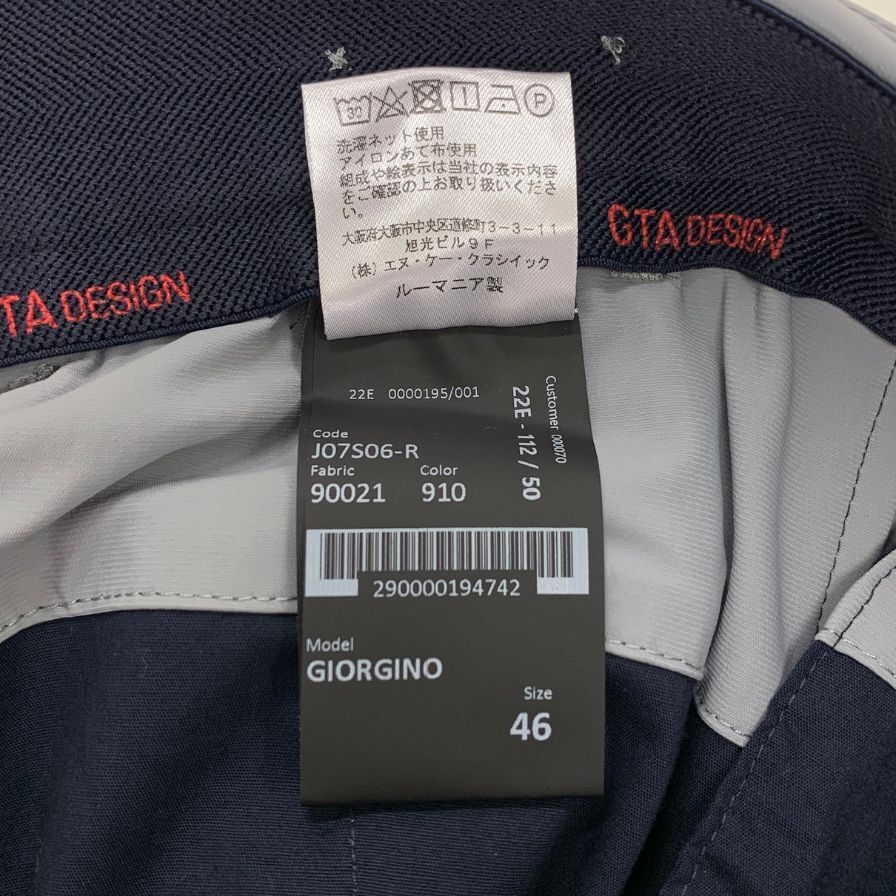 30 P
洗濯ネット使用
アイロンあて布使用
組成や絵表示は当社の表示内容
をご確認の上お取り扱いくださ
い。
大阪府大阪市中央区道修町3-3-11
旭光ビル9F
(株)エヌ・ケー・クラシイック
ルーマニア製
TA DESIGN
GTA DESIGN
22E 0000195/001
Customer 000070
22E - 112 / 50
Code
J07S06-R
Fabric Color
90021 910
290000194742
Model
GIORGINO
Size
46